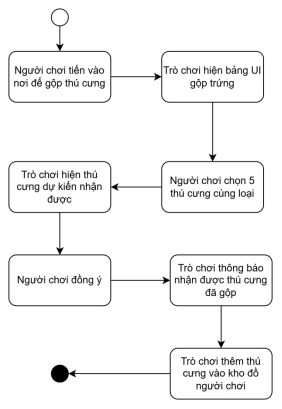 Người chơi tiến vào
nơi để gộp thú cưng
Trò chơi hiện bảng UI
gộp trứng
Người chơi chọn 5
thú cưng cùng loại
Trò chơi hiện thú
cưng dự kiến nhận
được
Người chơi đồng ý
Trò chơi thông báo
nhận được thú cưng
đã gộp
Trò chơi thêm thú
cưng vào kho đồ
người chơi